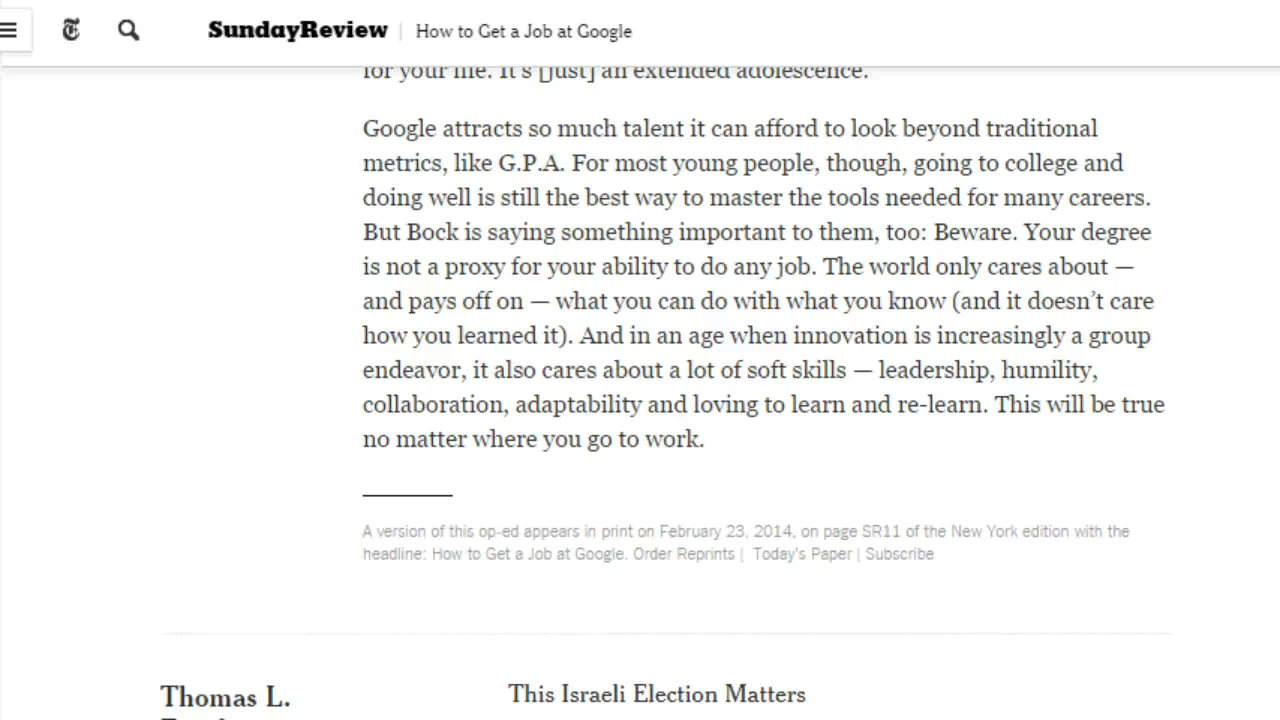 SundayReview | How to Get a Job at Google
for your life. It's [just] an extended adolescence.
Google attracts so much talent it can afford to look beyond traditional
metrics, like G.P.A. For most young people, though, going to college and
doing well is still the best way to master the tools needed for many careers.
But Bock is saying something important to them, too: Beware. Your degree
is not a proxy for your ability to do any job. The world only cares about —
and pays off on — what you can do with what you know (and it doesn’t care
how you learned it). And in an age when innovation is increasingly a group
endeavor, it also cares about a lot of soft skills — leadership, humility,
collaboration, adaptability and loving to learn and re-learn. This will be true
no matter where you go to work.
A version of this op-ed appears in print on February 23, 2014, on page SR11 of the New York edition with the
headline: How to Get a Job at Google. Order Reprints | Today's Paper | Subscribe
Thomas L.
This Israeli Election Matters